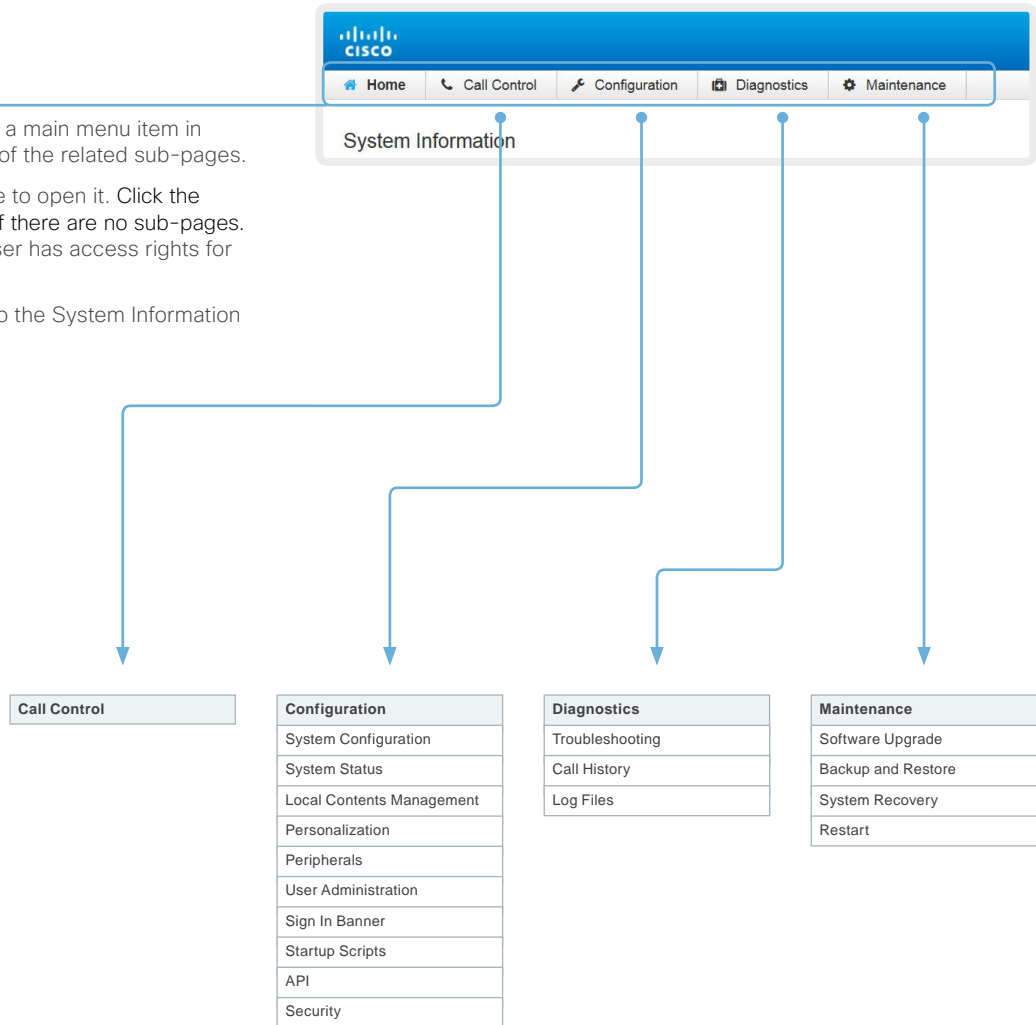 CISCO
Home Call Control Configuration Diagnostics Maintenance
System Information
a main menu item in
of the related sub-pages.
e to open it. Click the
f there are no sub-pages.
ser has access rights for
o the System Information
Call Control
Configuration
System Configuration
System Status
Local Contents Management
Personalization
Peripherals
User Administration
Sign In Banner
Startup Scripts
API
Security
Diagnostics
Troubleshooting
Call History
Log Files
Maintenance
Software Upgrade
Backup and Restore
System Recovery
Restart